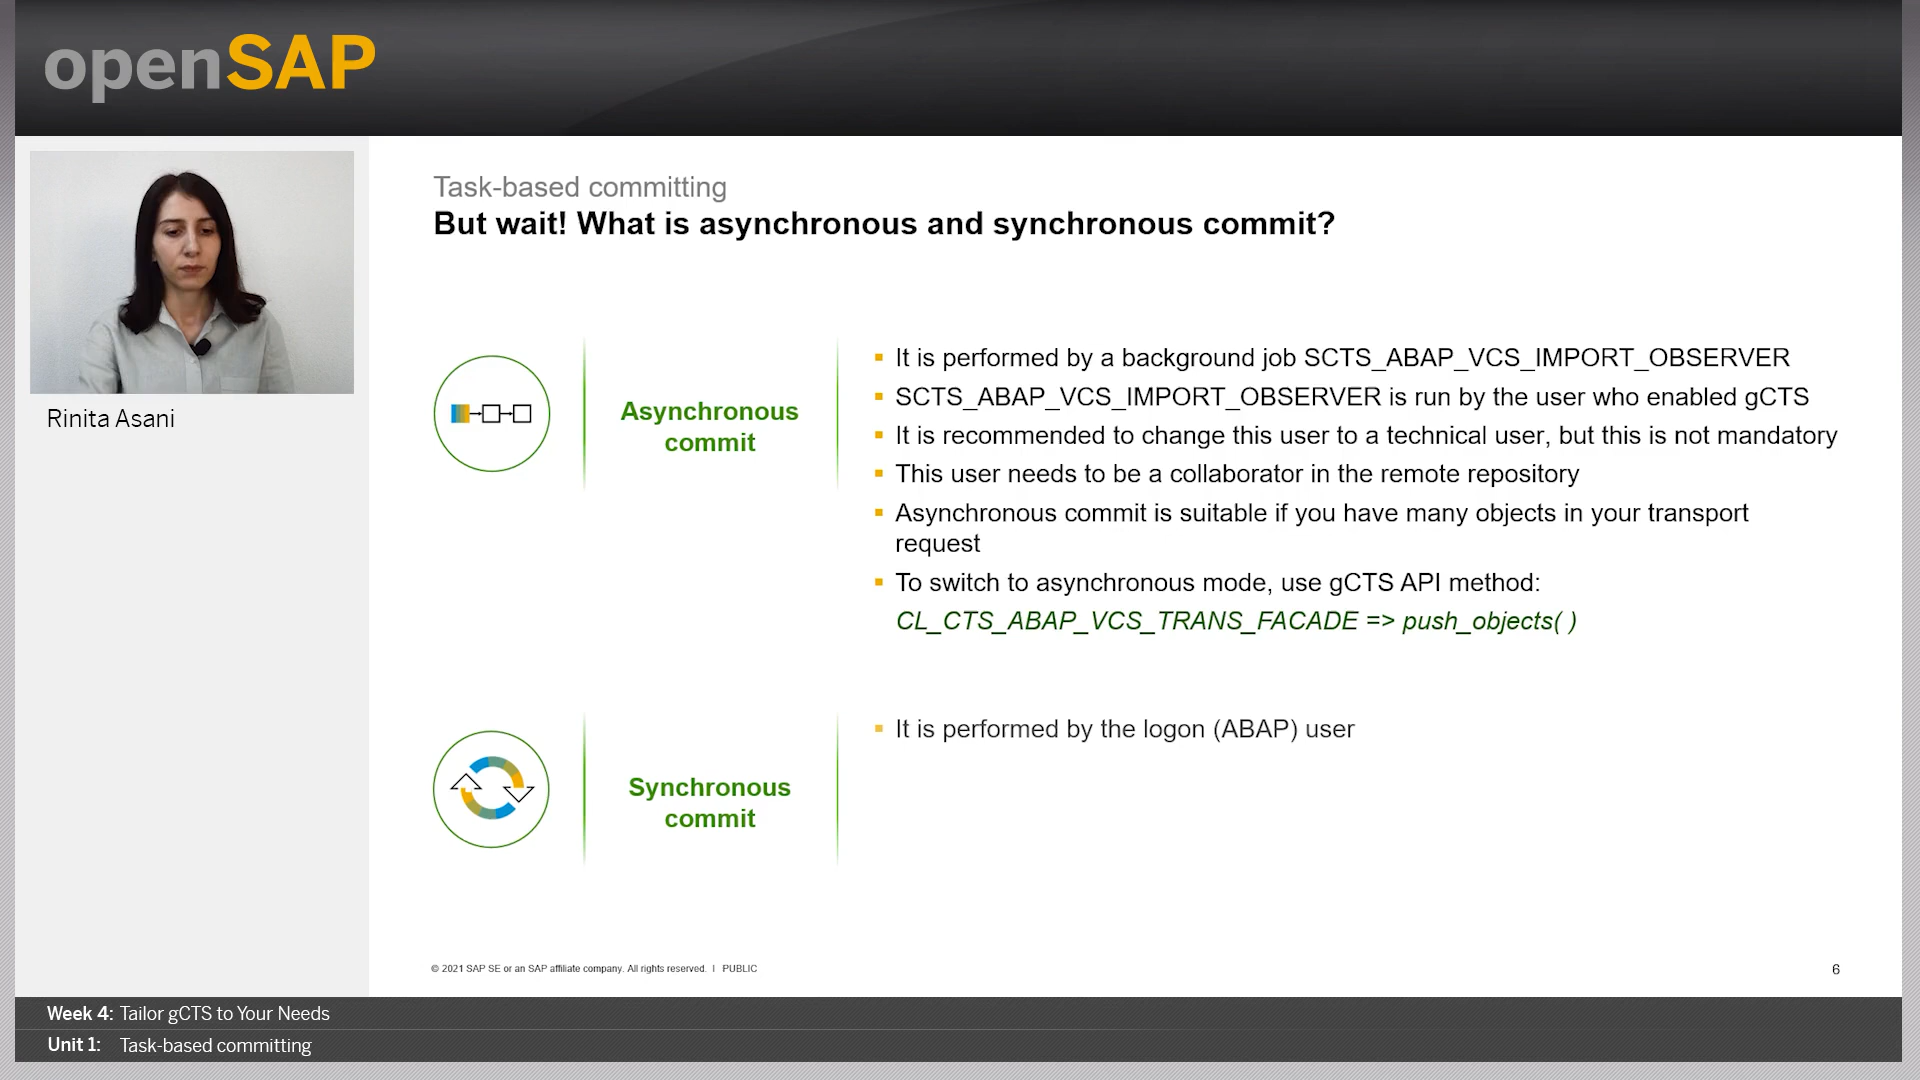 openSAP
Rinita Asani
Task-based committing
But wait! What is asynchronous and synchronous commit?
Asynchronous
commit
▪ It is performed by a background job SCTS_ABAP_VCS_IMPORT_OBSERVER
▪ SCTS_ABAP_VCS_IMPORT_OBSERVER is run by the user who enabled gCTS
▪ It is recommended to change this user to a technical user, but this is not mandatory
▪ This user needs to be a collaborator in the remote repository
▪ Asynchronous commit is suitable if you have many objects in your transport
request
▪ To switch to asynchronous mode, use gCTS API method:
CL_CTS_ABAP_VCS_TRANS_FACADE => push_objects( )
Synchronous
commit
▪ It is performed by the logon (ABAP) user
© 2021 SAP SE or an SAP affiliate company. All rights reserved. I PUBLIC
6
Week 4: Tailor gCTS to Your Needs
Unit 1: Task-based committing